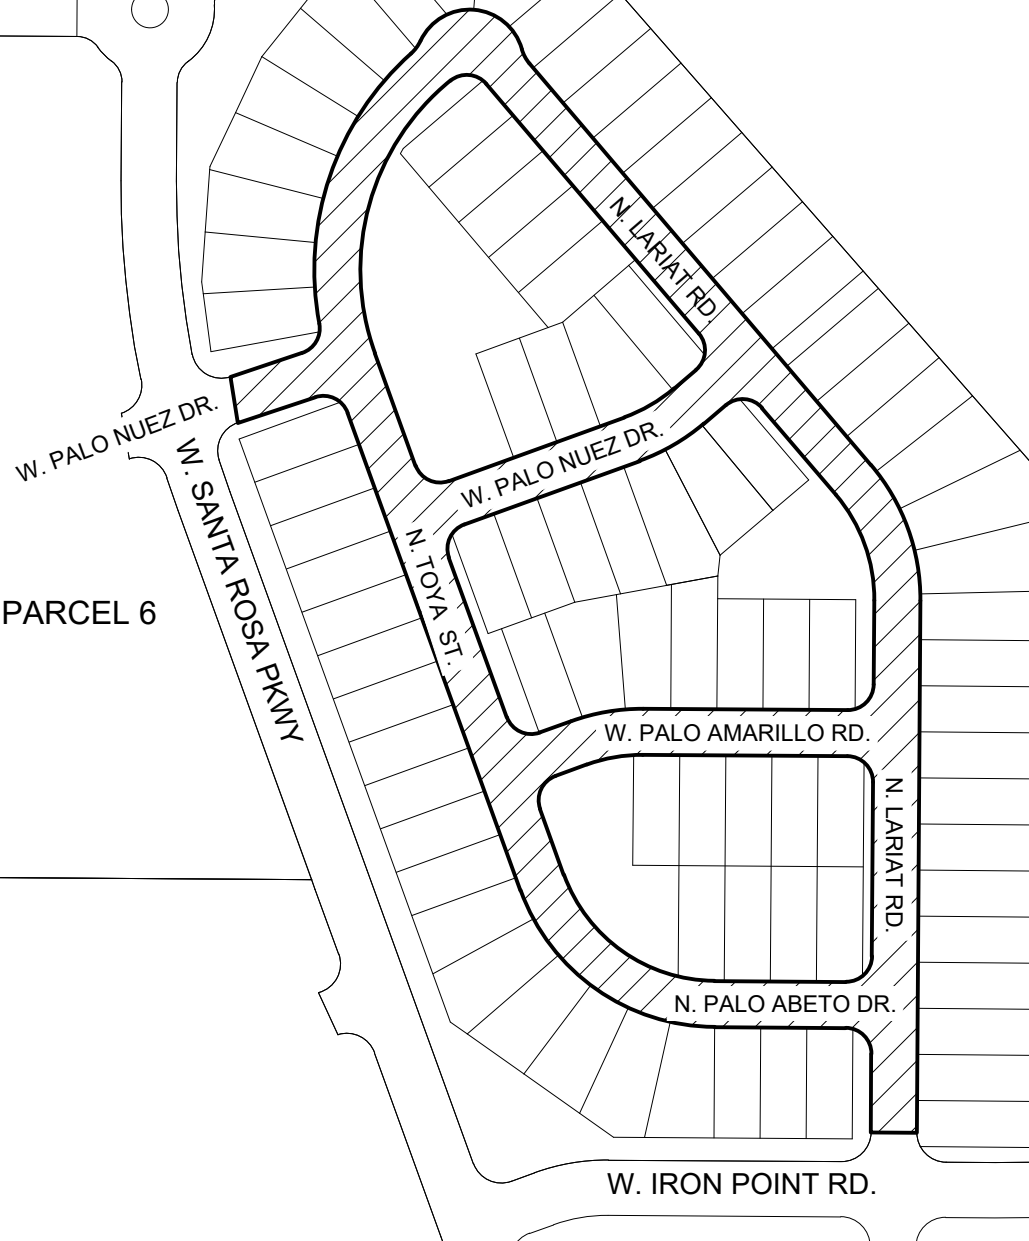 N. LARIAT RD.
W. PALO NUEZ DR.
W. PALO NUEZ DR.
W. SANTA ROSA PKWY
N. TOYA ST.
PARCEL 6
W. PALO AMARILLO RD.
N. LARIAT RD.
N. PALO ABETO DR.
W. IRON POINT RD.